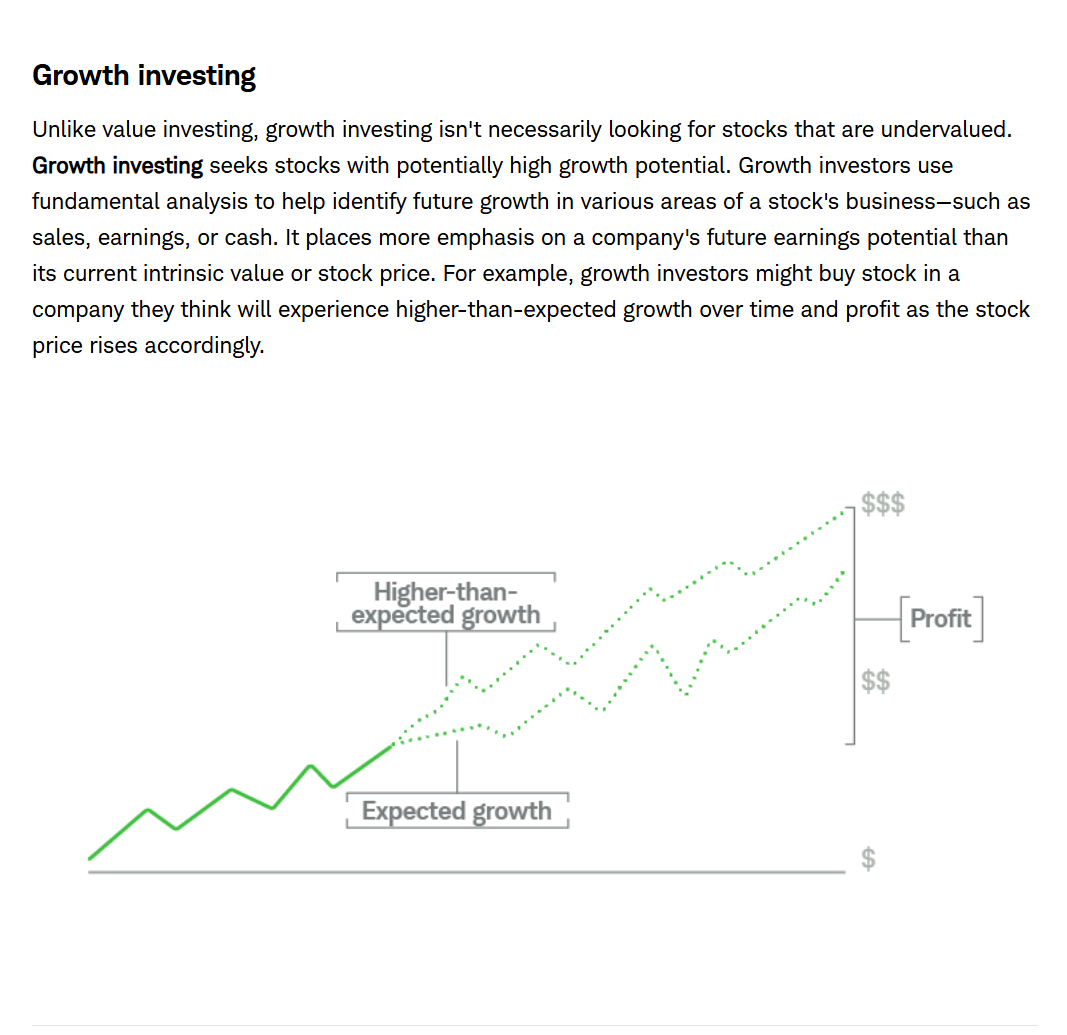 Growth investing
Unlike value investing, growth investing isn't necessarily looking for stocks that are undervalued.
Growth investing seeks stocks with potentially high growth potential. Growth investors use
fundamental analysis to help identify future growth in various areas of a stock's business—such as
sales, earnings, or cash. It places more emphasis on a company's future earnings potential than
its current intrinsic value or stock price. For example, growth investors might buy stock in a
company they think will experience higher-than-expected growth over time and profit as the stock
price rises accordingly.
$$$
Higher-than-
expected growth
Profit
$$
Expected growth
$